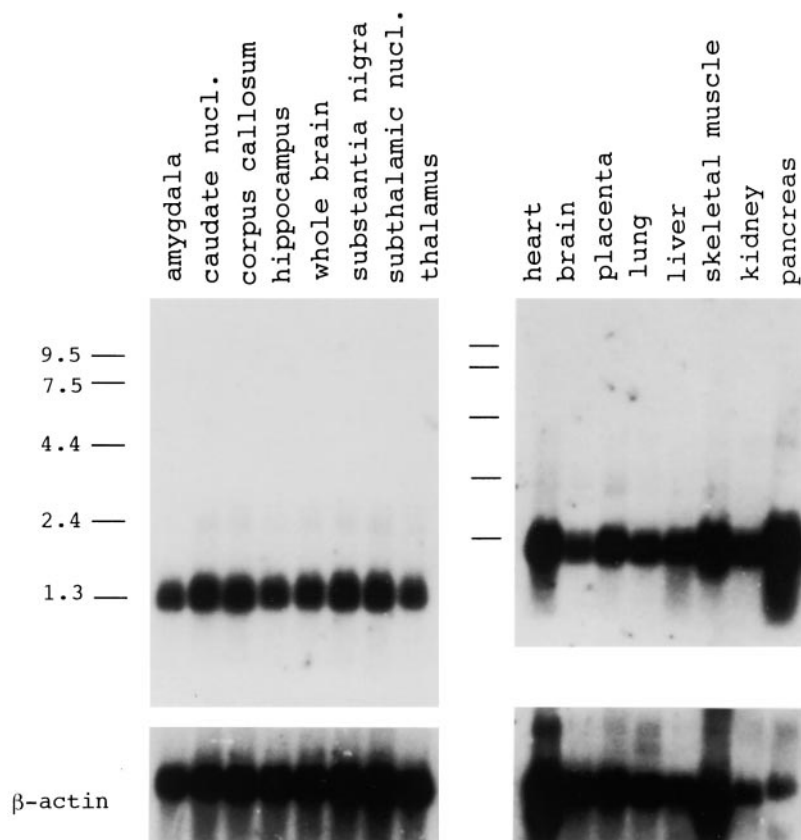 amygdala
caudate nucl.
corpus callosum
hippocampus
whole brain
substantia nigra
subthalamic nucl.
thalamus
heart
brain
placenta
lung
liver
skeletal muscle
kidney
pancreas
9.5
7.5
4.4
2.4
1.3
β-actin